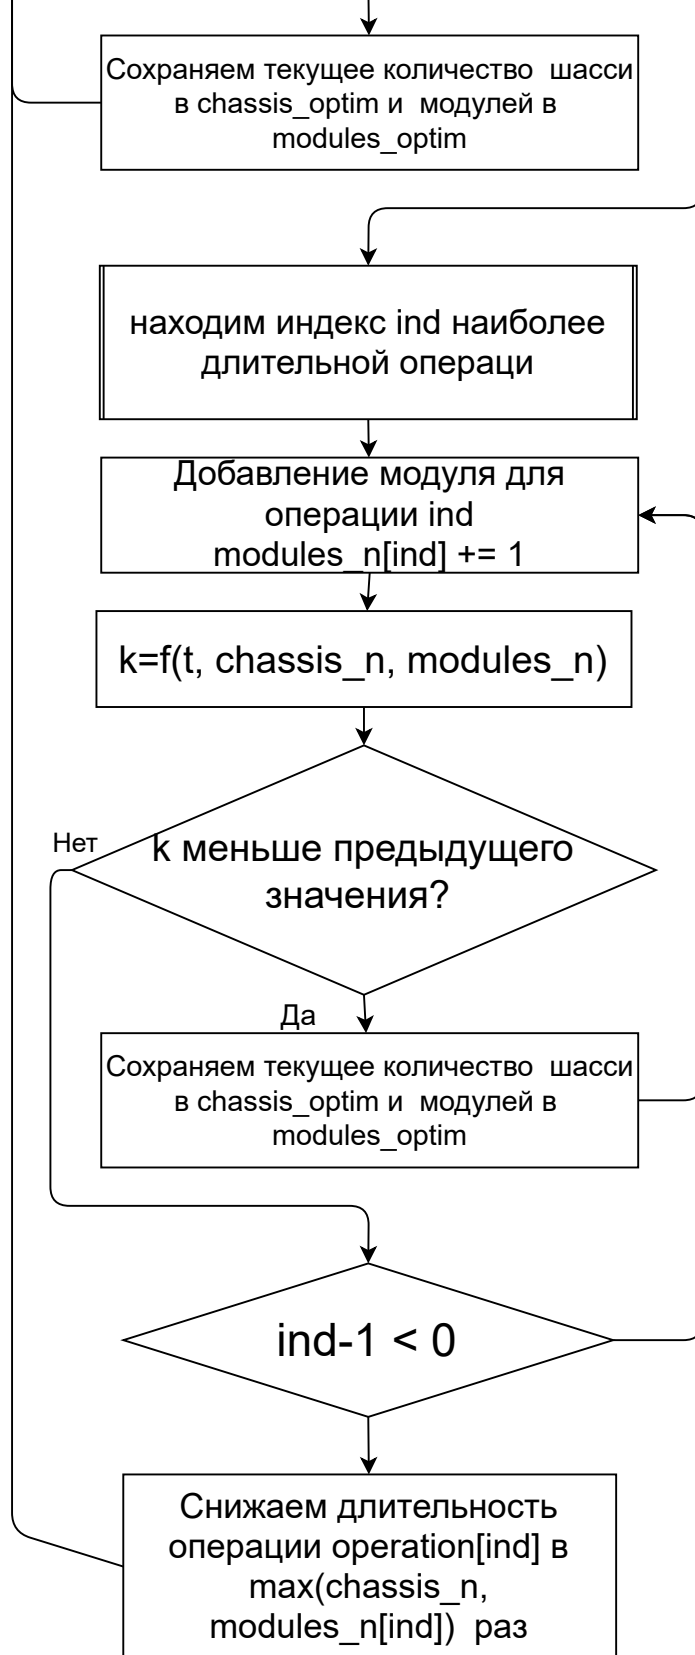 Сохраняем текущее количество шасси
в chassis_optim и модулей в
modules_optim
находим индекс ind наиболее
длительной операци
Добавление модуля для
операции ind
modules_n[ind] += 1
k=f(t, chassis_n, modules_n)
Нет
k меньше предыдущего
значения?
Да
Сохраняем текущее количество шасси
в chassis_optim и модулей в
modules_optim
ind-1 < 0
Снижаем длительность
операции operation[ind] в
max(chassis_n,
modules_n[ind]) раз